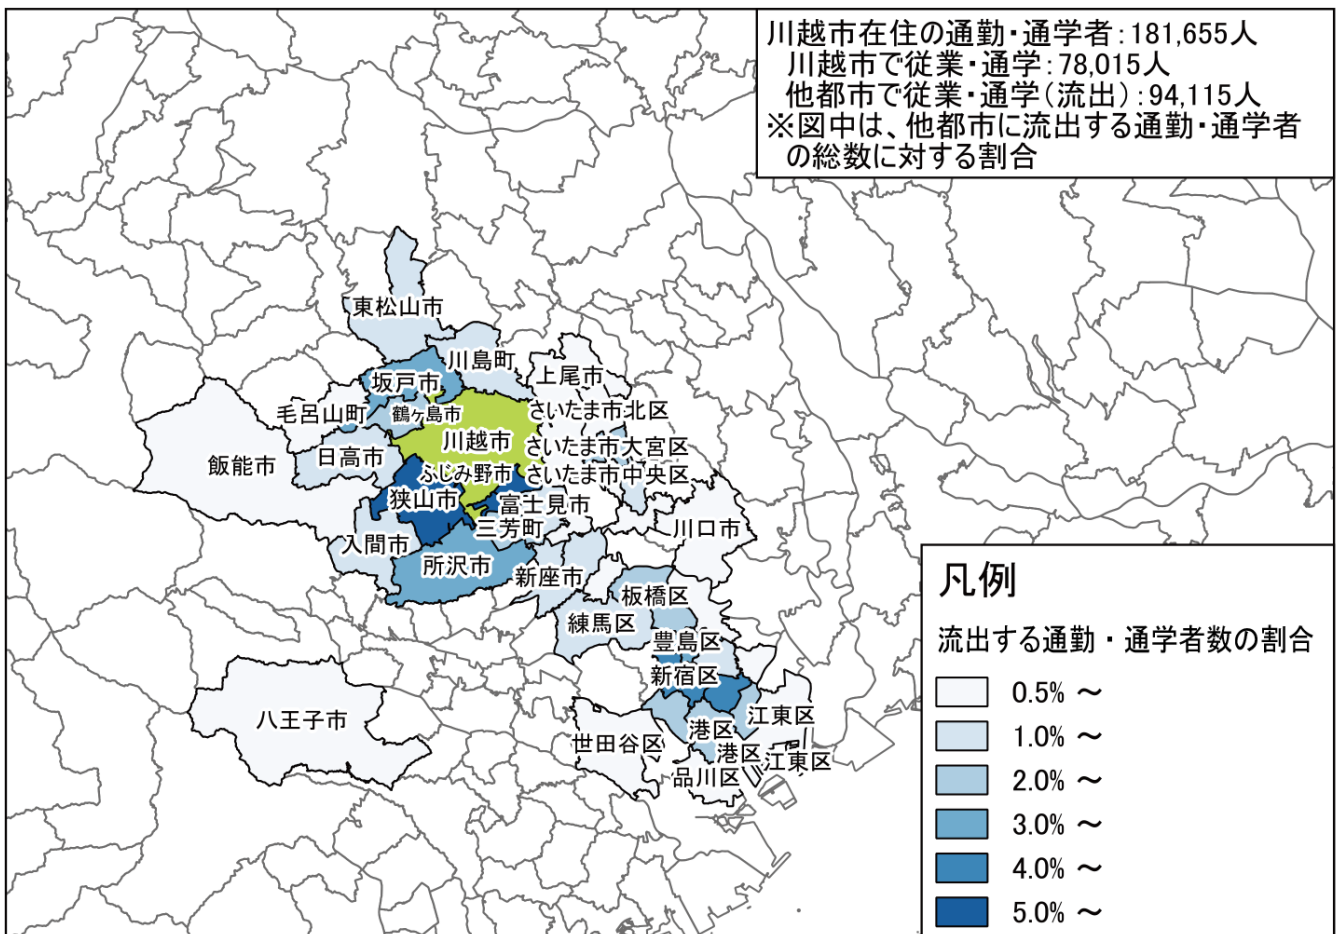 川越市在住の通勤・通学者：181,655人
川越市で従業・通学：78,015人
他都市で従業・通学（流出）：94,115人
※図中は、他都市に流出する通勤・通学者
の総数に対する割合
東松山市
川島町
坂戸市
上尾市
毛呂山町
鶴ヶ島市
さいたま市北区
川越市
さいたま市大宮区
飯能市
日高市
ふじみ野市
さいたま市中央区
狭山市
富士見市
三芳町
川口市
入間市
所沢市
新座市
板橋区
練馬区
豊島区
新宿区
八王子市
江東区
港区
世田谷区
港区
江東区
品川区
凡例
流出する通勤・通学者数の割合
0.5% ～
1.0% ～
2.0% ～
3.0% ～
4.0% ～
5.0% ～